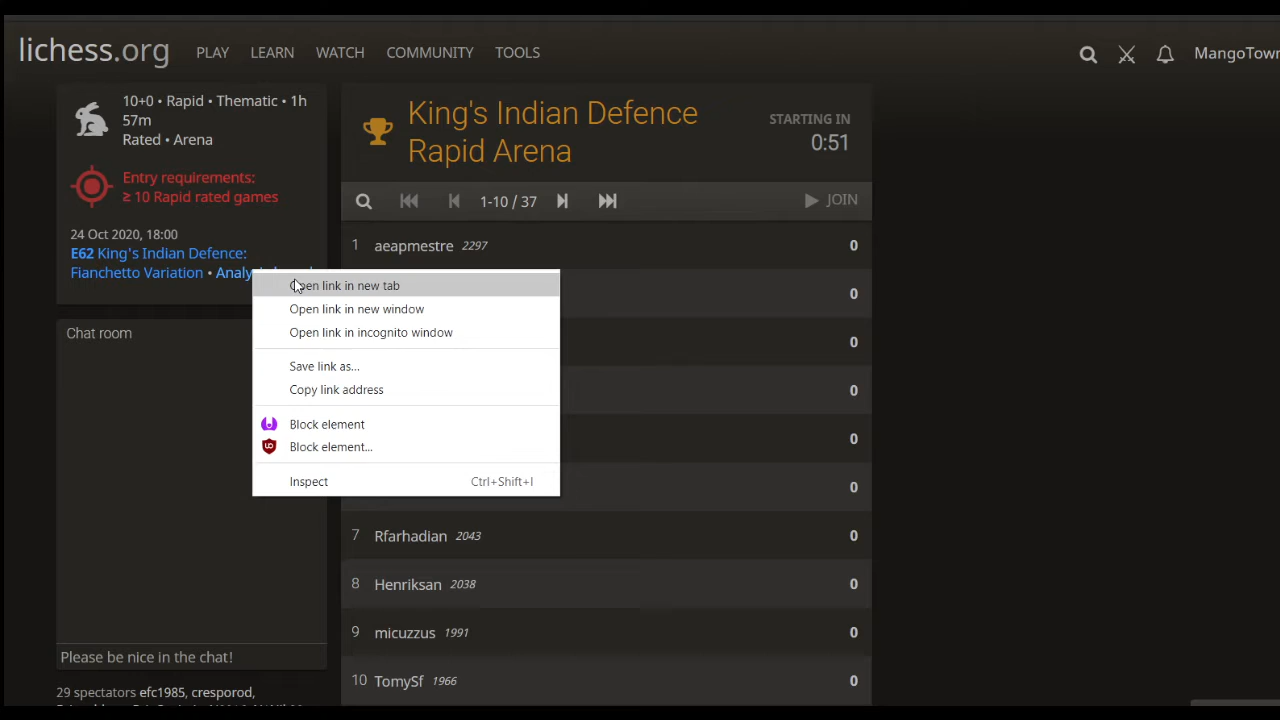 lichess.org PLAY LEARN WATCH COMMUNITY TOOLS MangoTown
10+0 • Rapid • Thematic • 1h
57m
Rated • Arena
Entry requirements:
≥ 10 Rapid rated games
24 Oct 2020, 18:00
E62 King's Indian Defence:
Fianchetto Variation • Analy
Chat room
Please be nice in the chat!
29 spectators efc1985, cresporod,
King's Indian Defence
Rapid Arena
STARTING IN
0:51
1-10 / 37 JOIN
1 aeapmestre 2297 0
0
0
0
0
0
7 Rfarhadian 2043 0
8 Henriksan 2038 0
9 micuzzus 1991 0
10 TomySf 1966 0
Open link in new tab
Open link in new window
Open link in incognito window
Save link as...
Copy link address
Block element
Block element...
Inspect Ctrl+Shift+I